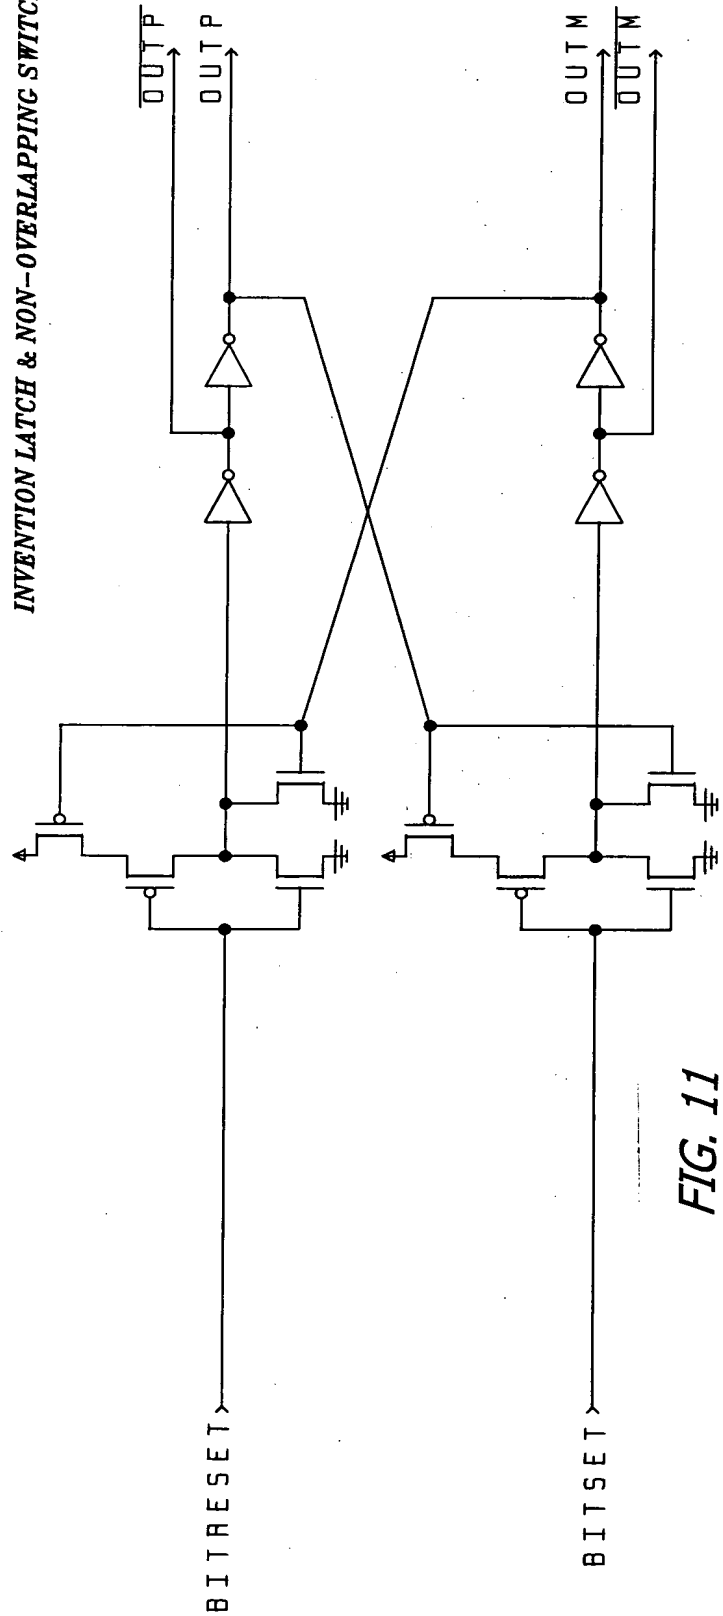 INVENTION LATCH & NON-OVERLAPPING SWITC
OUTP
OUTP
OUTM
OUTM
BITRESET
BITSET
FIG. 11